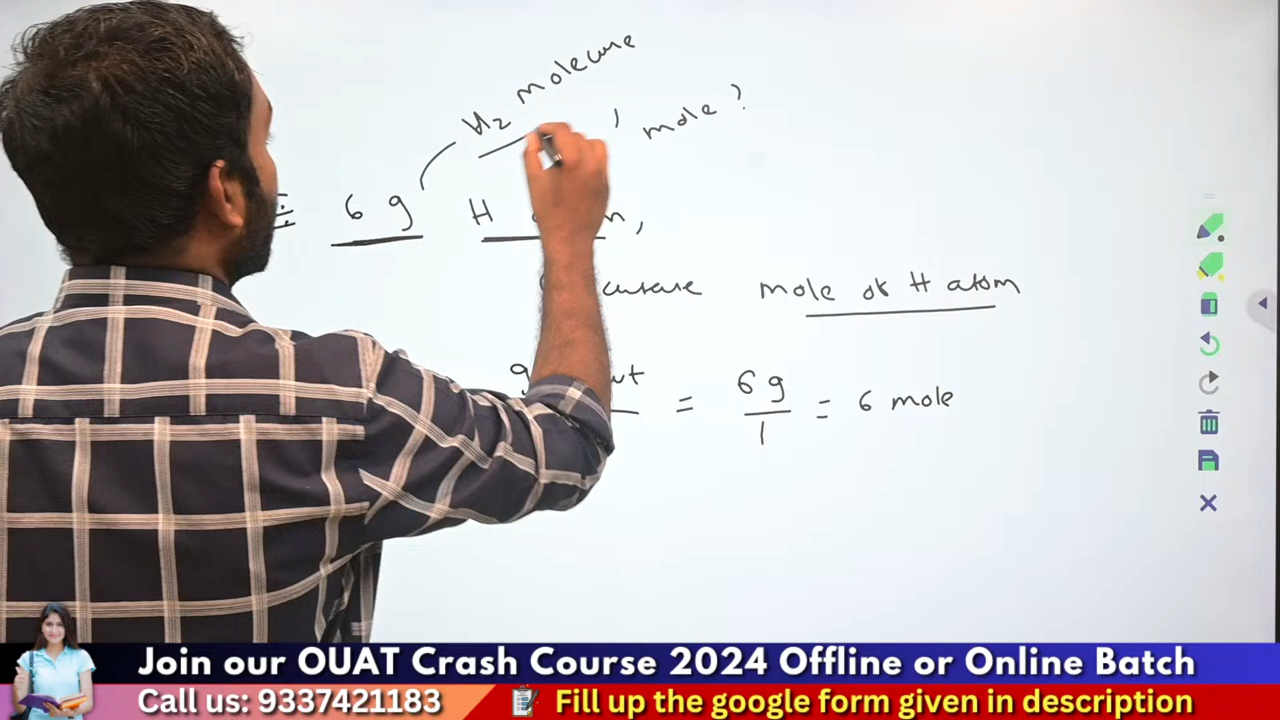 H2 molecule
, mole ?
6 g H
mole of H atom
= 6 g / 1 = 6 mole
Join our OUAT Crash Course 2024 Offline or Online Batch
Call us: 9337421183
Fill up the google form given in description